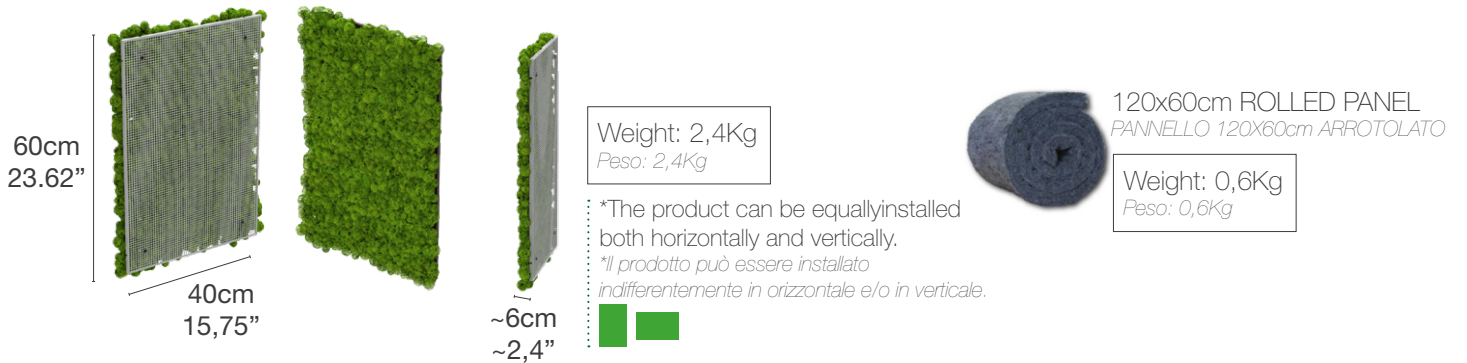 60cm
23.62”
40cm
15,75”
~6cm
~2,4”
Weight: 2,4Kg
Peso: 2,4Kg
*The product can be equallyinstalled
both horizontally and vertically.
*Il prodotto può essere installato
indifferentemente in orizzontale e/o in verticale.
120x60cm ROLLED PANEL
PANNELLO 120X60cm ARROTOLATO
Weight: 0,6Kg
Peso: 0,6Kg